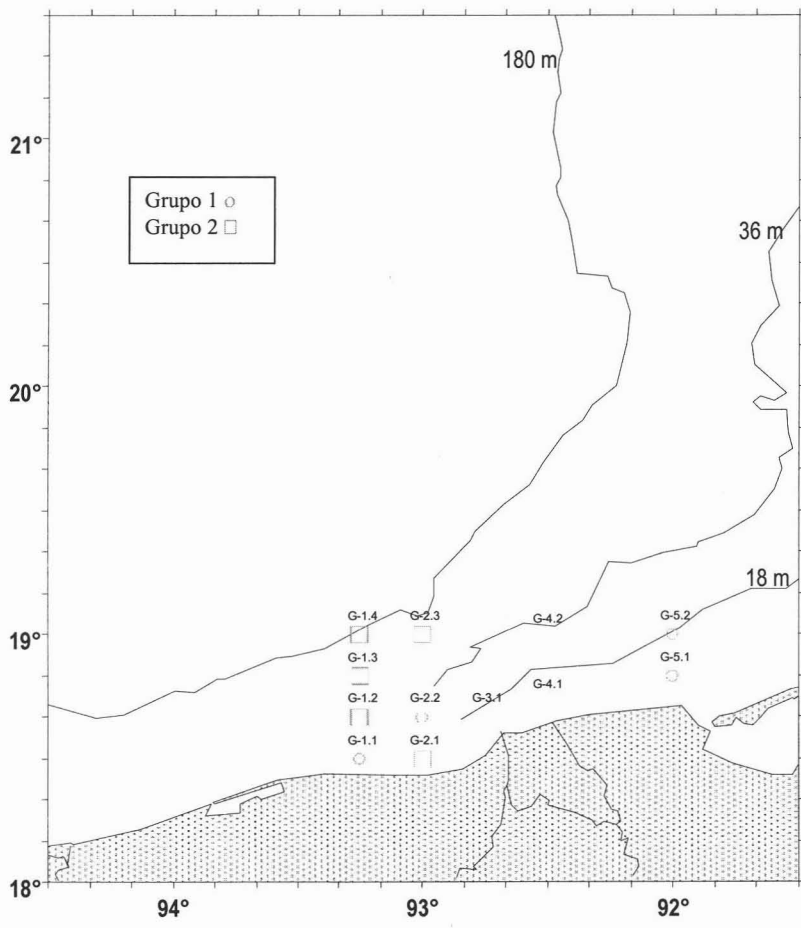 180 m
21°
Grupo 1
Grupo 2
36 m
20°
18 m
G-1.4 G-2.3 G-4.2 G-5.2
19°
G-1.3 G-5.1
G-4.1
G-1.2 G-2.2 G-3.1
G-1.1 G-2.1
18°
94° 93° 92°